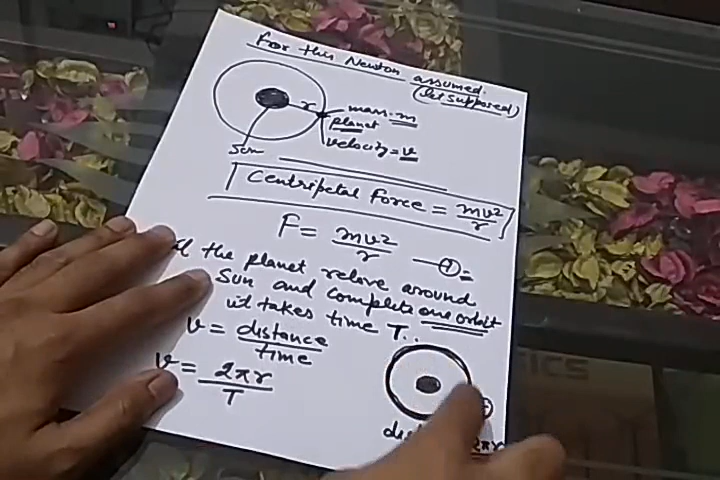 For this Newton assumed.
(let supposed)
r
mass = m
planet
velocity = v
Sun
Centripetal force = mv²/r
F = mv²/r —①=
the planet relove around
Sun and complete one orbit
takes time T..
v = distance/time
v = 2πr/T
2πr